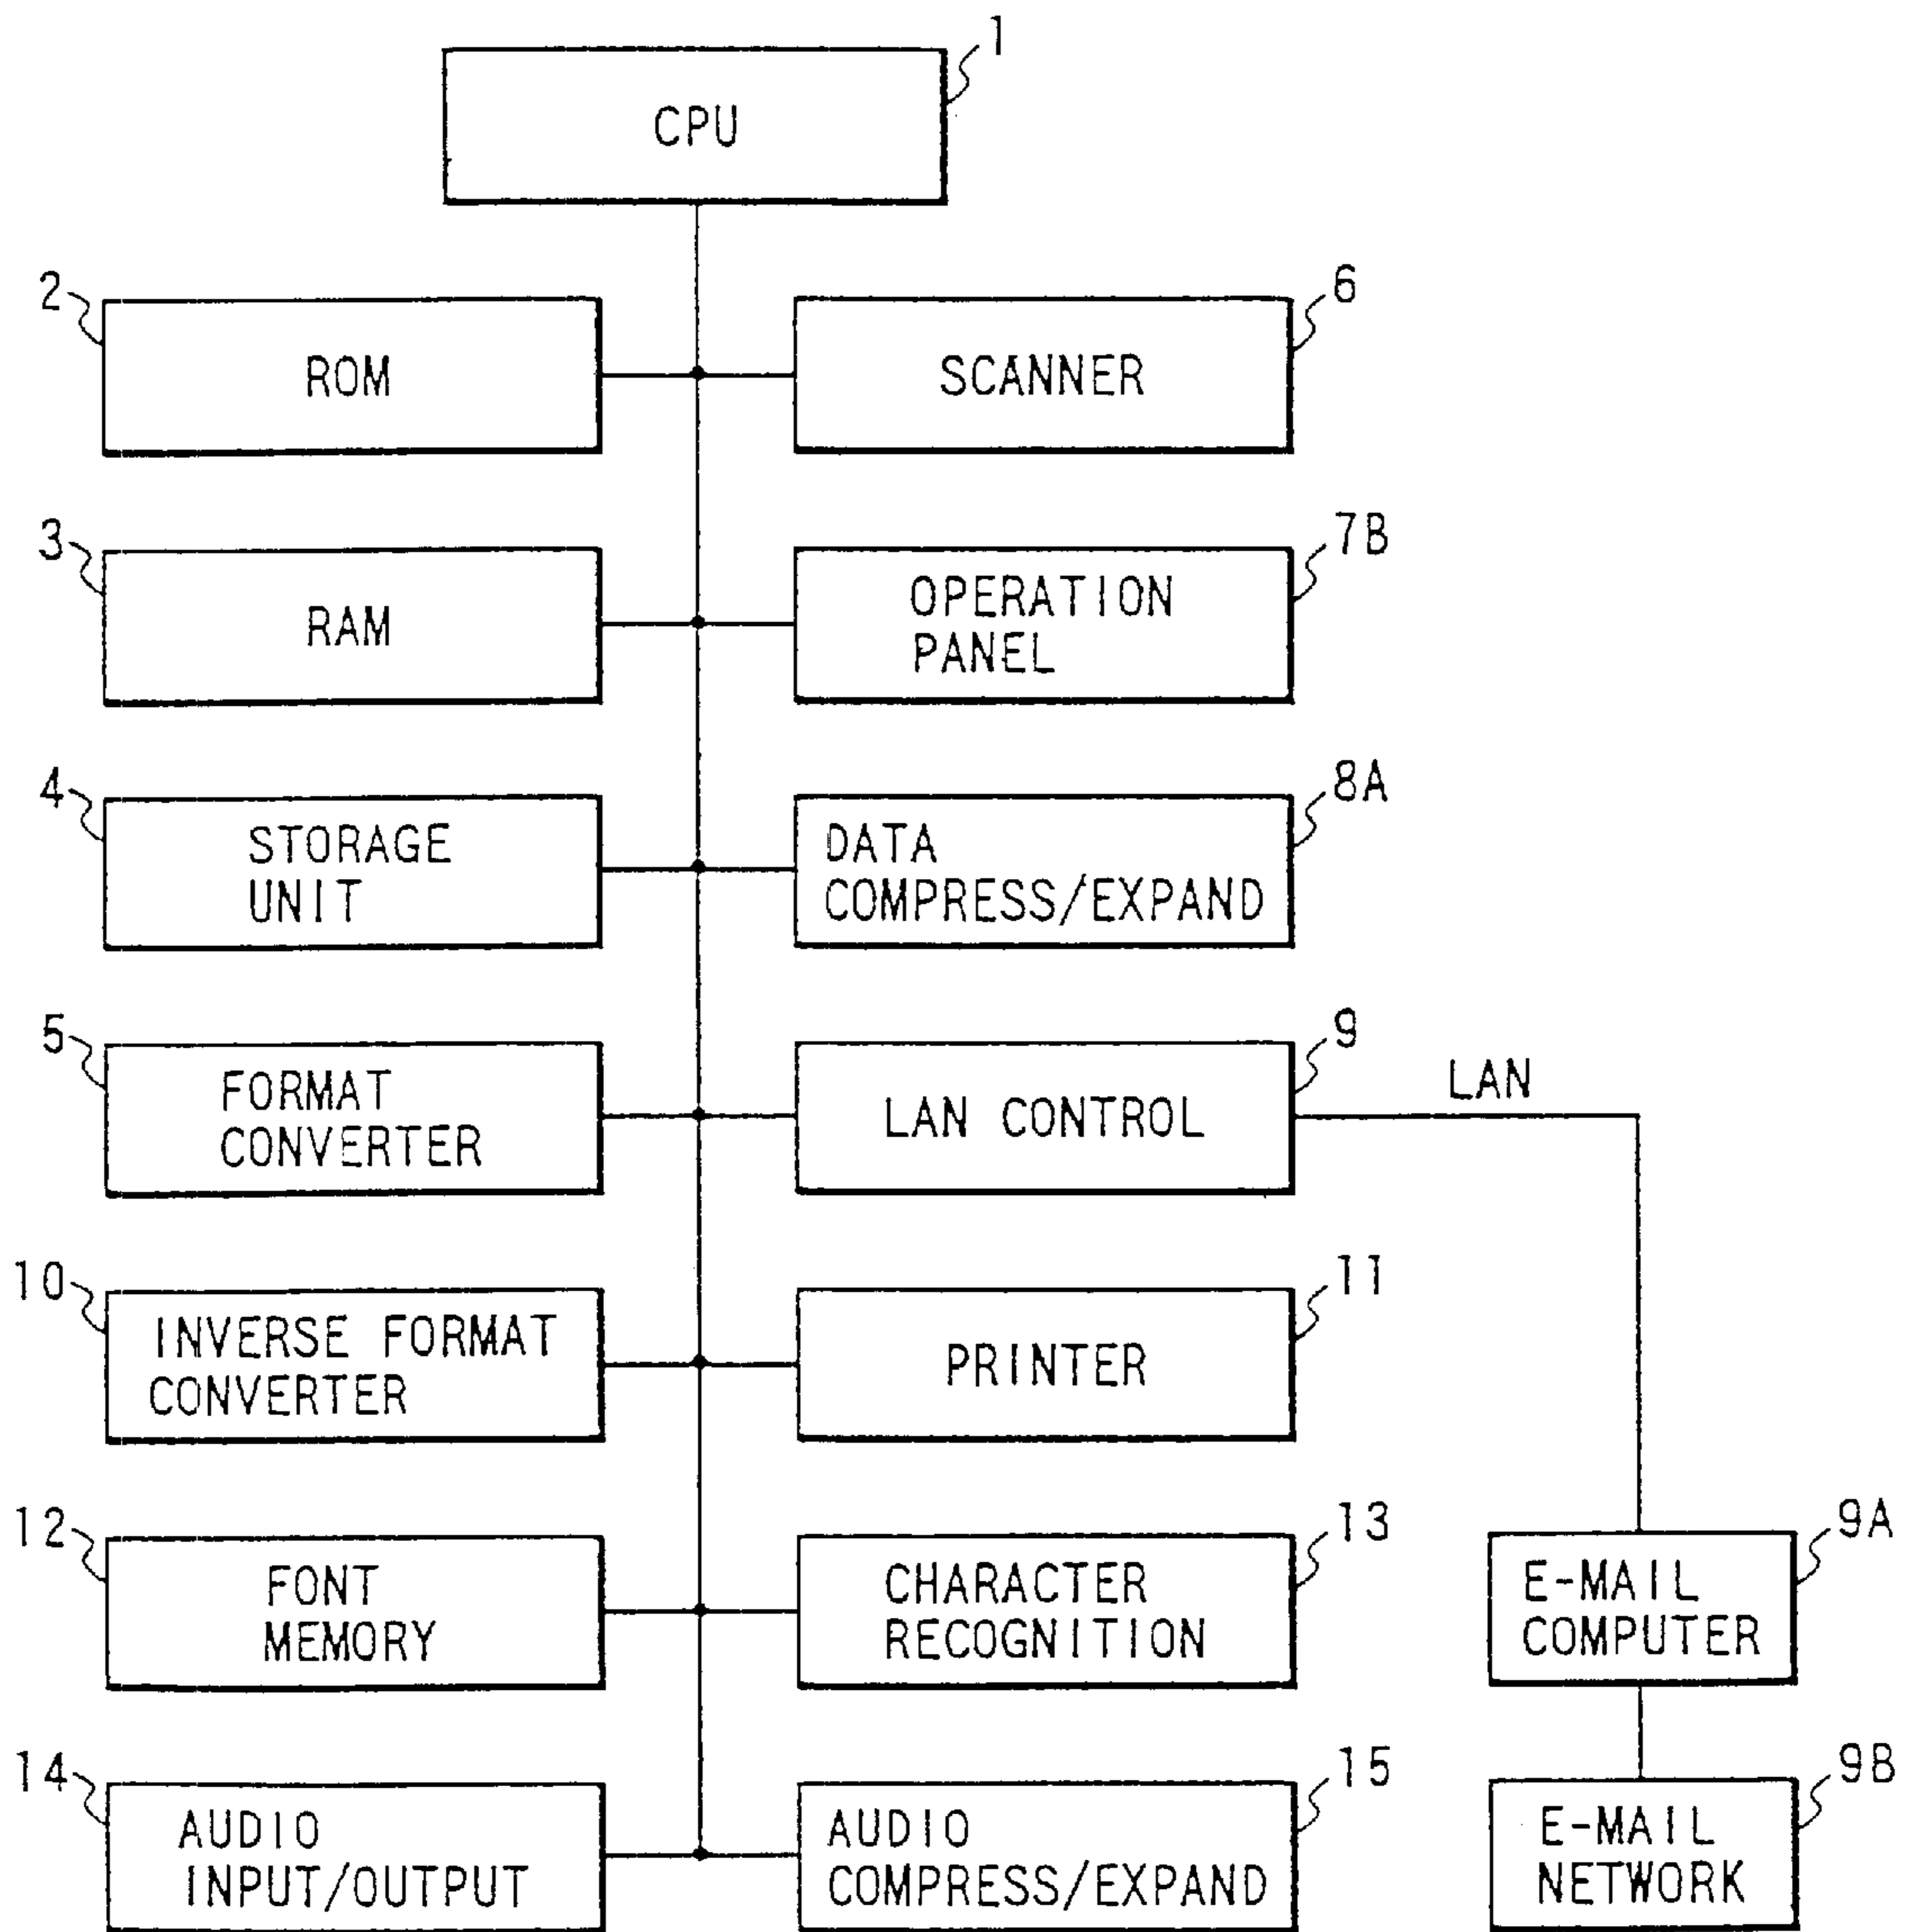 1
CPU
2
ROM
6
SCANNER
3
RAM
7B
OPERATION
PANEL
4
STORAGE
UNIT
8A
DATA
COMPRESS/EXPAND
5
FORMAT
CONVERTER
9
LAN CONTROL
LAN
10
INVERSE FORMAT
CONVERTER
11
PRINTER
12
FONT
MEMORY
13
CHARACTER
RECOGNITION
9A
E-MAIL
COMPUTER
14
AUDIO
INPUT/OUTPUT
15
AUDIO
COMPRESS/EXPAND
9B
E-MAIL
NETWORK